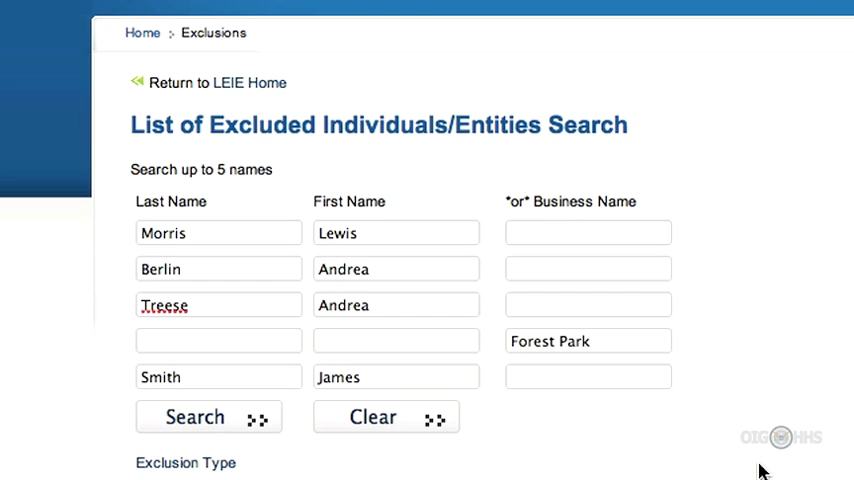 Home : Exclusions
Return to LEIE Home
List of Excluded Individuals/Entities Search
Search up to 5 names
Last Name First Name *or* Business Name
Morris Lewis
Berlin Andrea
Treese Andrea
Forest Park
Smith James
Search Clear
OIG HHS
Exclusion Type